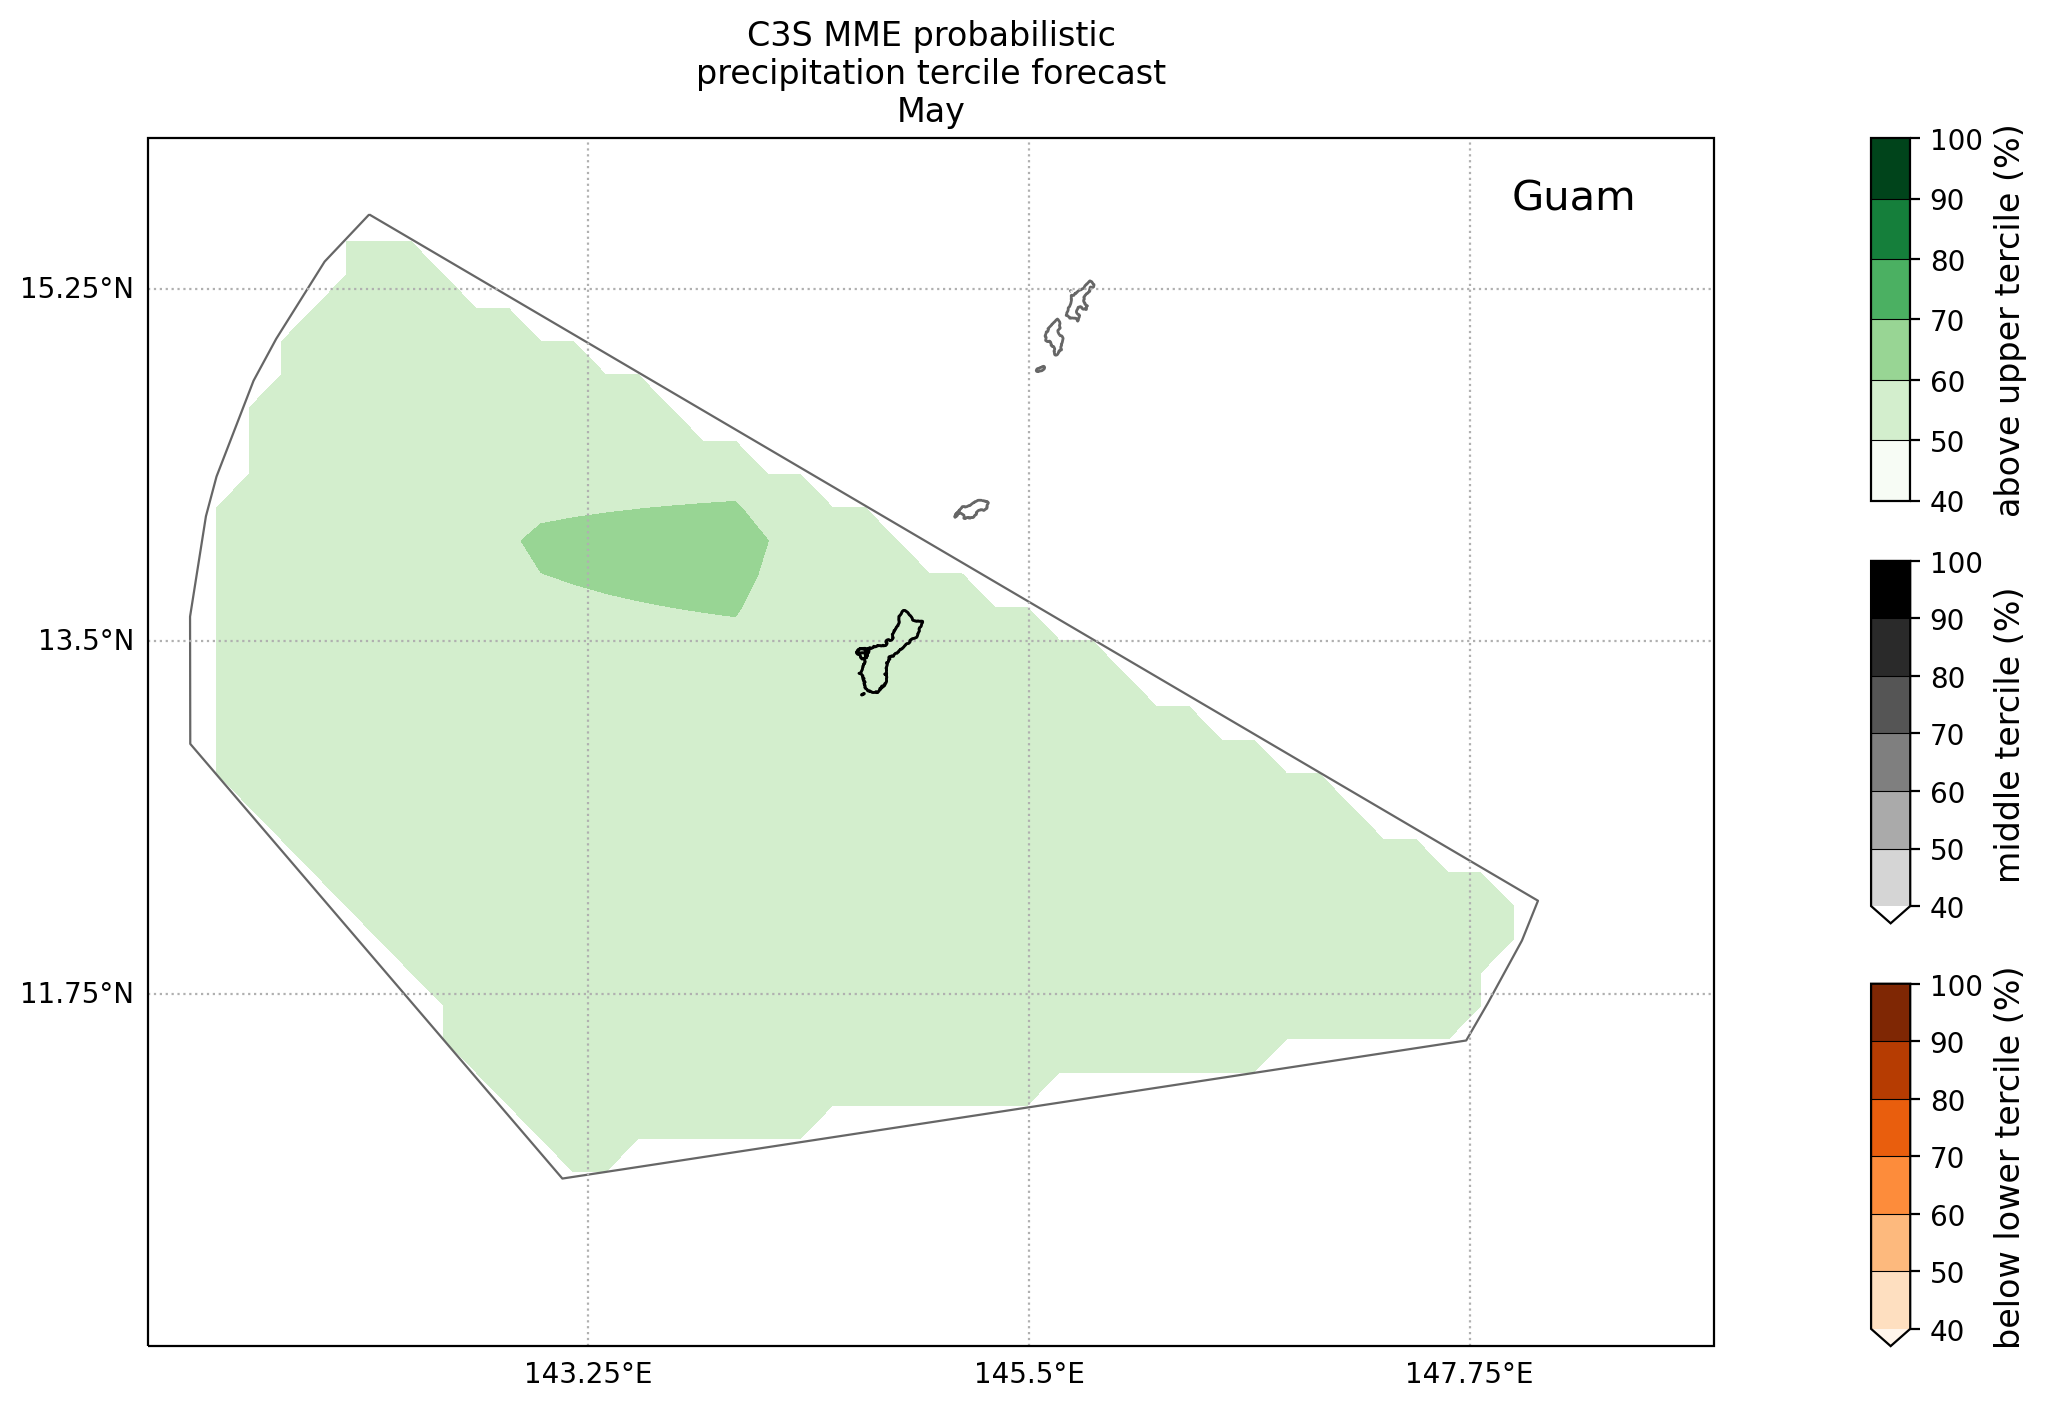 C3S MME probabilistic
precipitation tercile forecast
May
Guam
15.25°N
13.5°N
11.75°N
143.25°E
145.5°E
147.75°E
100
90
80
70
60
50
40
above upper tercile (%)
100
90
80
70
60
50
40
middle tercile (%)
100
90
80
70
60
50
40
below lower tercile (%)